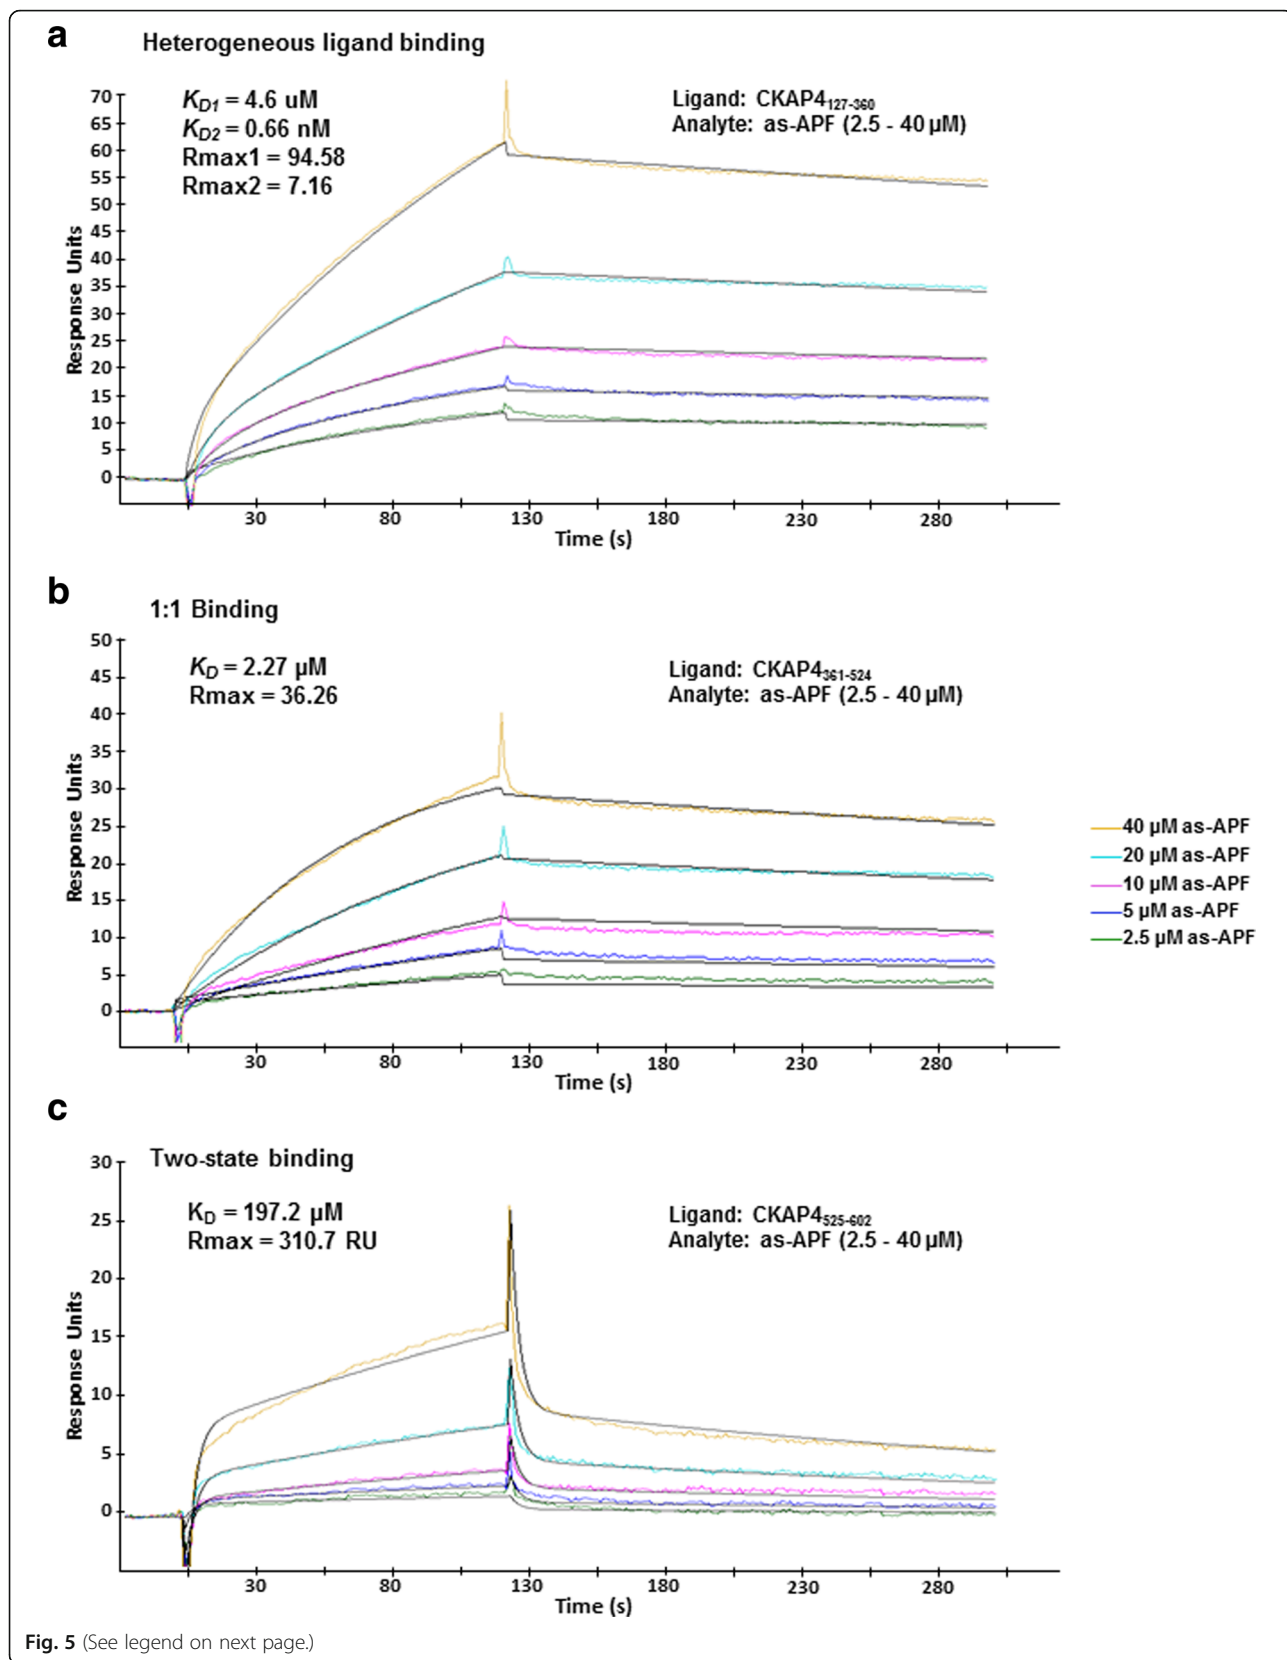 a
Heterogeneous ligand binding
K_D1 = 4.6 uM
K_D2 = 0.66 nM
Rmax1 = 94.58
Rmax2 = 7.16
Ligand: CKAP4₁₂₇₋₃₆₀
Analyte: as-APF (2.5 - 40 µM)
70
65
60
55
50
45
40
35
30
25
20
15
10
5
0
Response Units
30 80 130 180 230 280
Time (s)
b
1:1 Binding
K_D = 2.27 µM
Rmax = 36.26
Ligand: CKAP4₃₆₁₋₅₂₄
Analyte: as-APF (2.5 - 40 µM)
50
45
40
35
30
25
20
15
10
5
0
Response Units
30 80 130 180 230 280
Time (s)
40 µM as-APF
20 µM as-APF
10 µM as-APF
5 µM as-APF
2.5 µM as-APF
c
Two-state binding
K_D = 197.2 µM
Rmax = 310.7 RU
Ligand: CKAP4₅₂₅₋₆₀₂
Analyte: as-APF (2.5 - 40 µM)
30
25
20
15
10
5
0
Response Units
30 80 130 180 230 280
Time (s)
Fig. 5 (See legend on next page.)